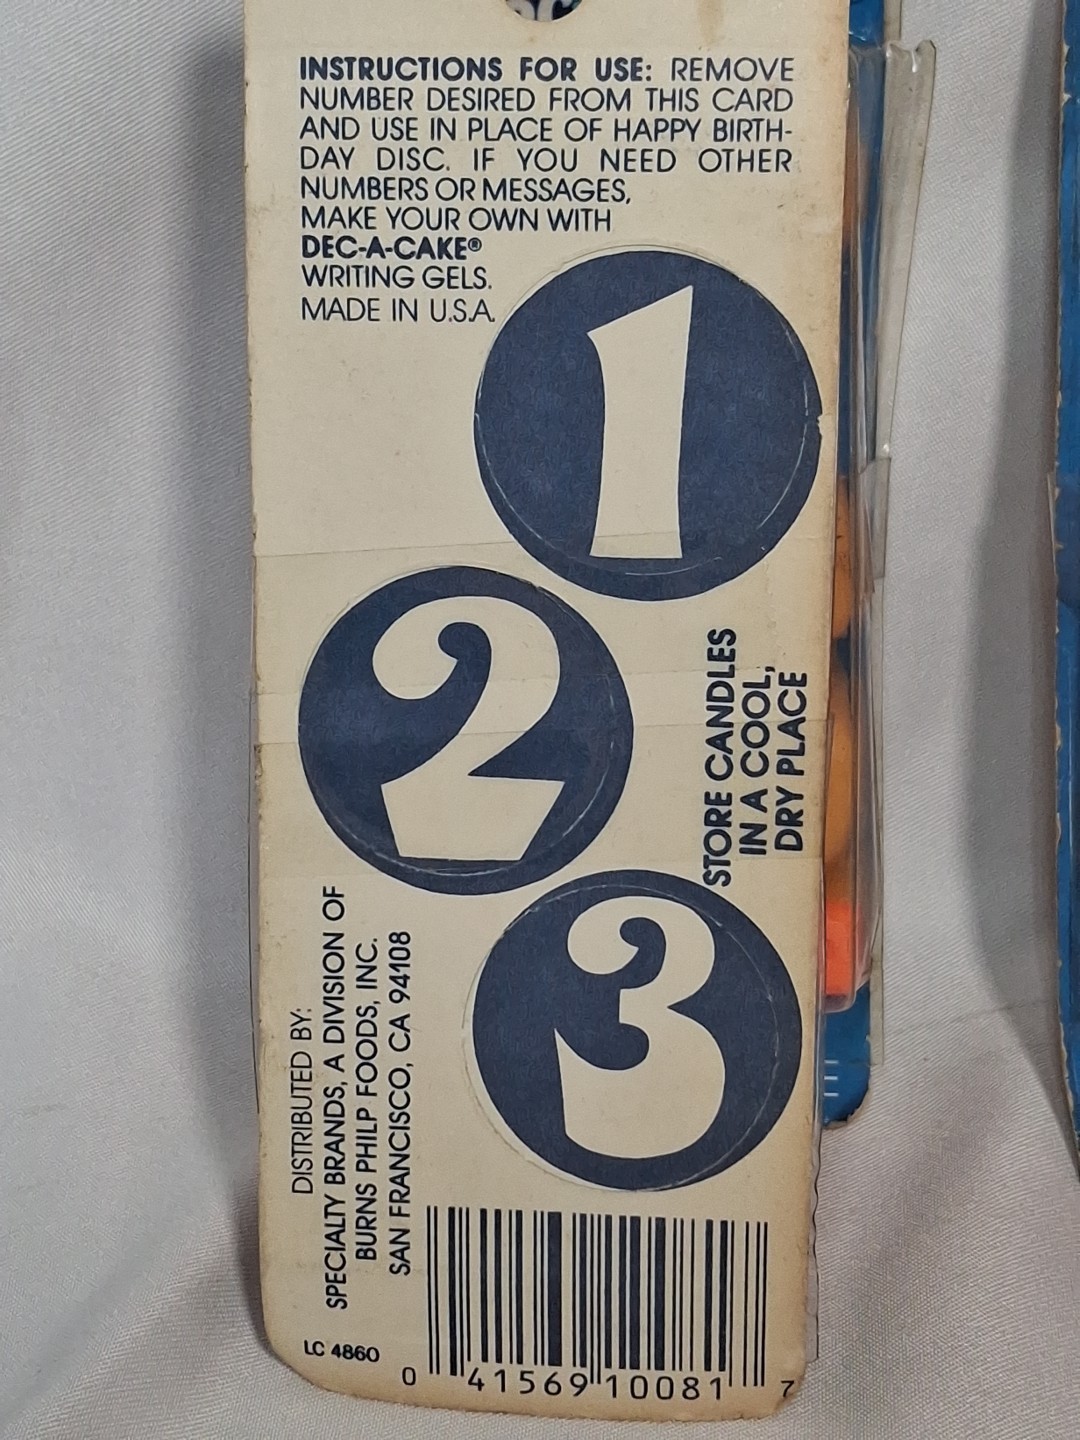 INSTRUCTIONS FOR USE: REMOVE
NUMBER DESIRED FROM THIS CARD
AND USE IN PLACE OF HAPPY BIRTH-
DAY DISC. IF YOU NEED OTHER
NUMBERS OR MESSAGES,
MAKE YOUR OWN WITH
DEC-A-CAKE®
WRITING GELS.
MADE IN U.S.A.
1
2
3
STORE CANDLES
IN A COOL,
DRY PLACE
DISTRIBUTED BY:
SPECIALTY BRANDS, A DIVISION OF
BURNS PHILP FOODS, INC.
SAN FRANCISCO, CA 94108
LC 4860
0 41569 10081 7